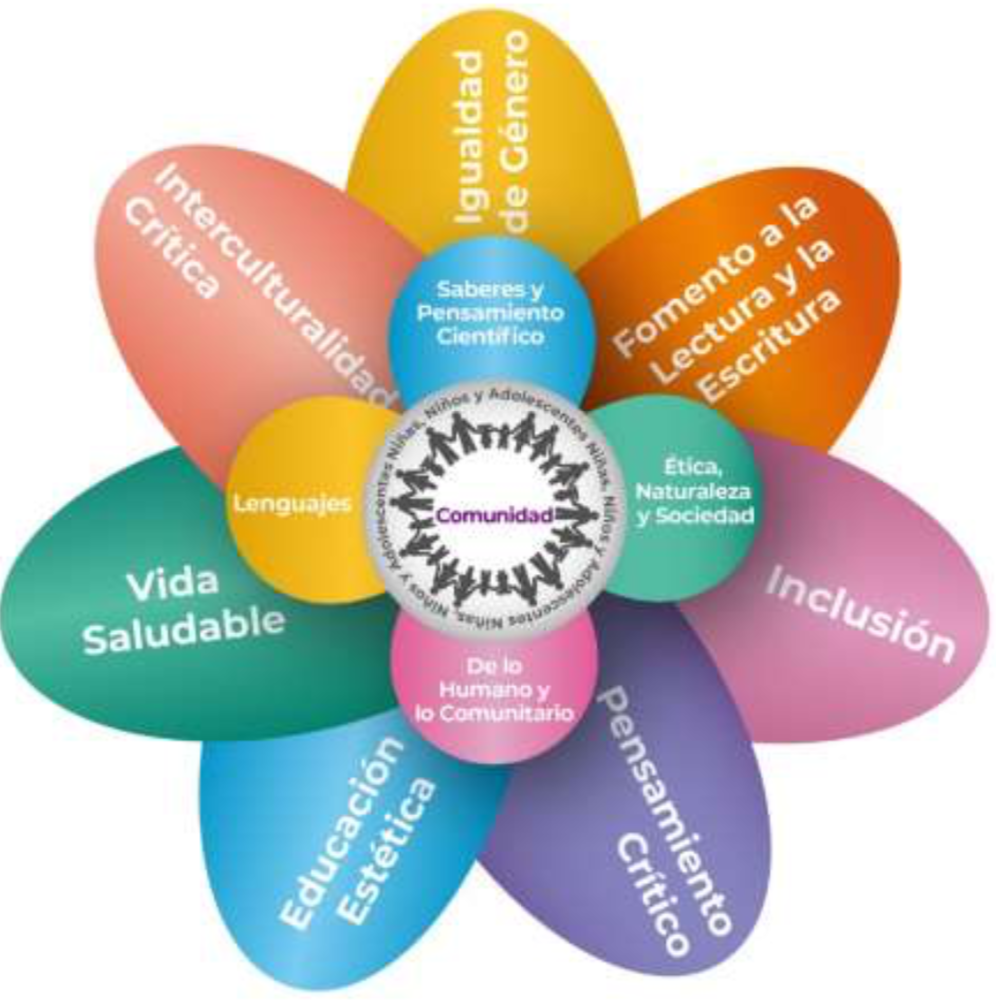 Igualdad
de Género
Fomento a la
Lectura y la
Escritura
Inclusión
Pensamiento
Crítico
Educación
Estética
Vida
Saludable
Interculturalidad
Crítica
Saberes y
Pensamiento
Científico
Ética,
Naturaleza
y Sociedad
De lo
Humano y
lo Comunitario
Lenguajes
Niñas, Niños y Adolescentes Niñas, Niños y Adolescentes Niñas, Niños y Adolescentes
Comunidad